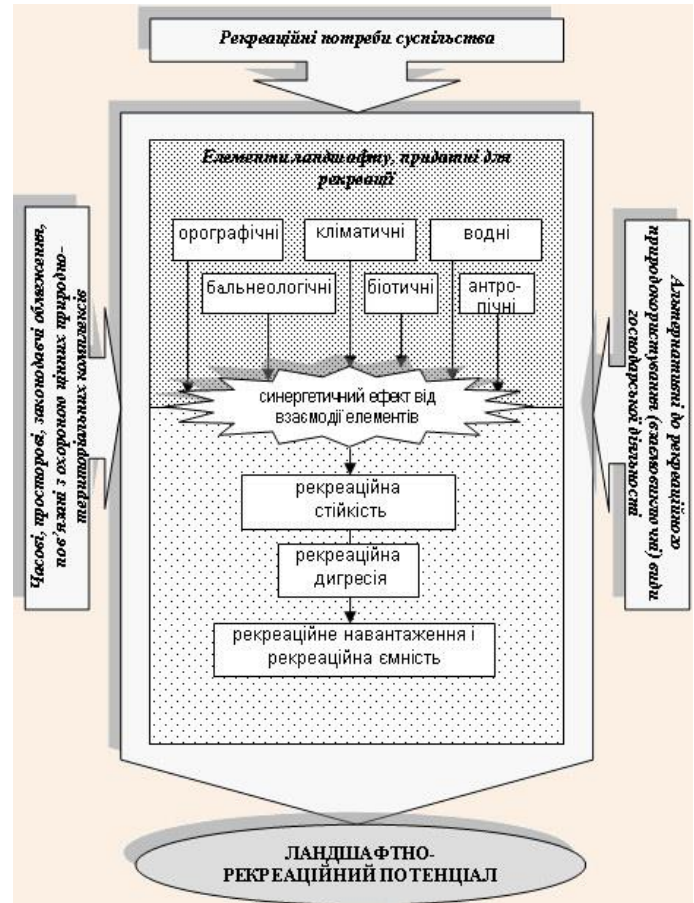 Рекреаційні потреби суспільства
Елементи ландшафту, придатні для
рекреації
орографічні
кліматичні
водні
бальнеологічні
біотичні
антро-
пічні
синергетичний ефект від
взаємодії елементів
рекреаційна
стійкість
рекреаційна
дигресія
рекреаційне навантаження і
рекреаційна ємність
Часові, просторові, законодавчі обмеження,
пов’язані з охороною цінних природно-
територіальних комплексів
Альтернативні до рекреаційного
природокористування (взаємовиключні) види
господарської діяльності
ЛАНДШАФТНО-
РЕКРЕАЦІЙНИЙ ПОТЕНЦІАЛ